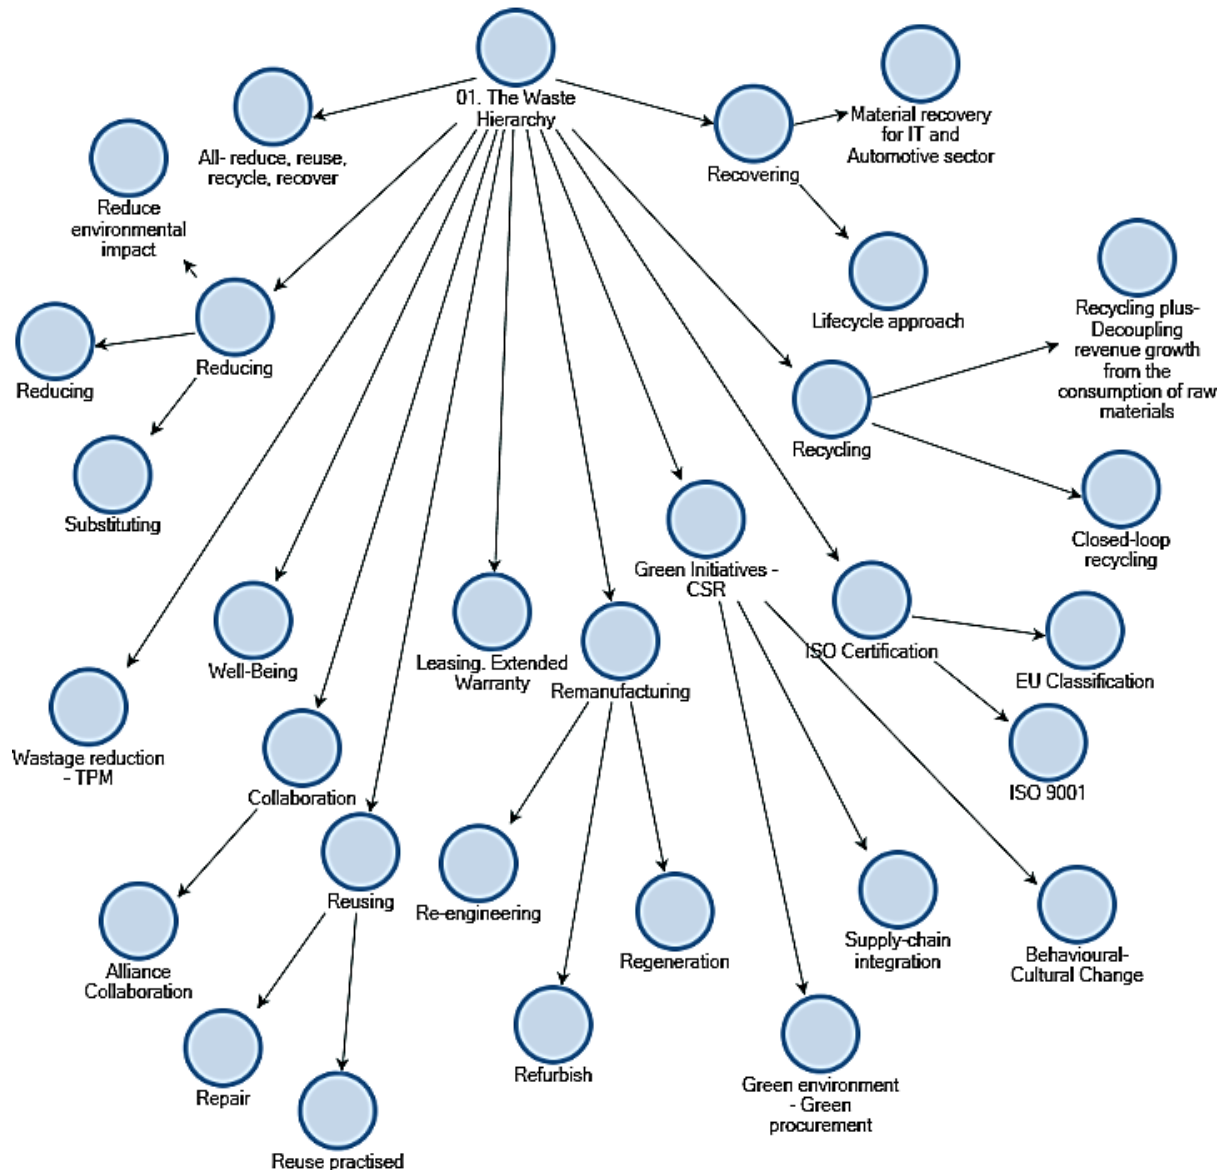 01. The Waste
Hierarchy
All- reduce, reuse,
recycle, recover
Recovering
Material recovery
for IT and
Automotive sector
Reduce
environmental
impact
Lifecycle approach
Reducing
Reducing
Substituting
Recycling plus-
Decoupling
revenue growth
from the
consumption of raw
materials
Recycling
Closed-loop
recycling
Green Initiatives -
CSR
ISO Certification
EU Classification
ISO 9001
Well-Being
Leasing. Extended
Warranty
Remanufacturing
Wastage reduction
- TPM
Collaboration
Reusing
Re-engineering
Regeneration
Supply-chain
integration
Behavioural-
Cultural Change
Alliance
Collaboration
Repair
Refurbish
Green environment
- Green
procurement
Reuse practised